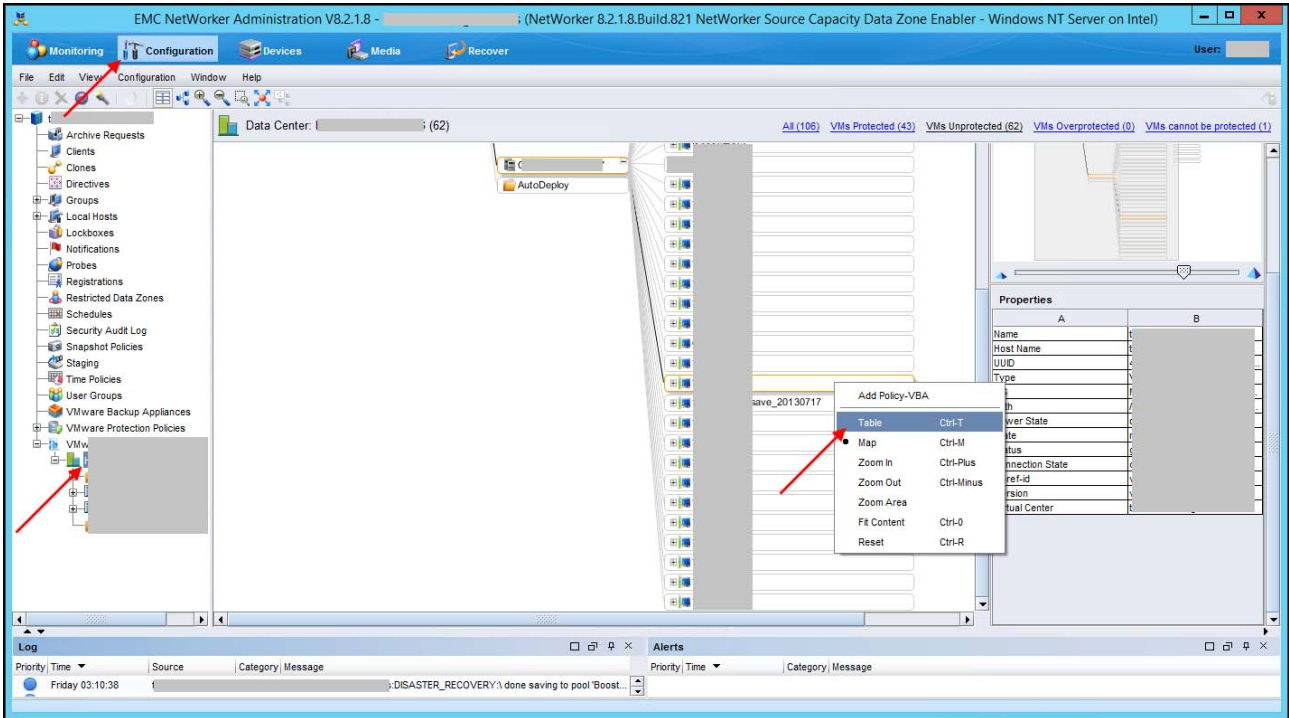 EMC NetWorker Administration V8.2.1.8 - (NetWorker 8.2.1.8.Build.821 NetWorker Source Capacity Data Zone Enabler - Windows NT Server on Intel)
Monitoring Configuration Devices Media Recover User:
File Edit View Configuration Window Help
Data Center: (62) All (106) VMs Protected (43) VMs Unprotected (62) VMs Overprotected (0) VMs cannot be protected (1)
Archive Requests
Clients
Clones
Directives
Groups
Local Hosts
Lockboxes
Notifications
Probes
Registrations
Restricted Data Zones
Schedules
Security Audit Log
Snapshot Policies
Staging
Time Policies
User Groups
VMware Backup Appliances
VMware Protection Policies
VMw
AutoDeploy
save_20130717
Add Policy-VBA
Table Ctrl-T
Map Ctrl-M
Zoom In Ctrl-Plus
Zoom Out Ctrl-Minus
Zoom Area
Fit Content Ctrl-0
Reset Ctrl-R
Properties
A B
Name
Host Name
UUID
Type
wer State
ate
atus
nnection State
ref-id
rsion
tual Center
Log
Priority Time Source Category Message
Friday 03:10:38 :DISASTER_RECOVERY:\ done saving to pool 'Boost...
Alerts
Priority Time Category Message